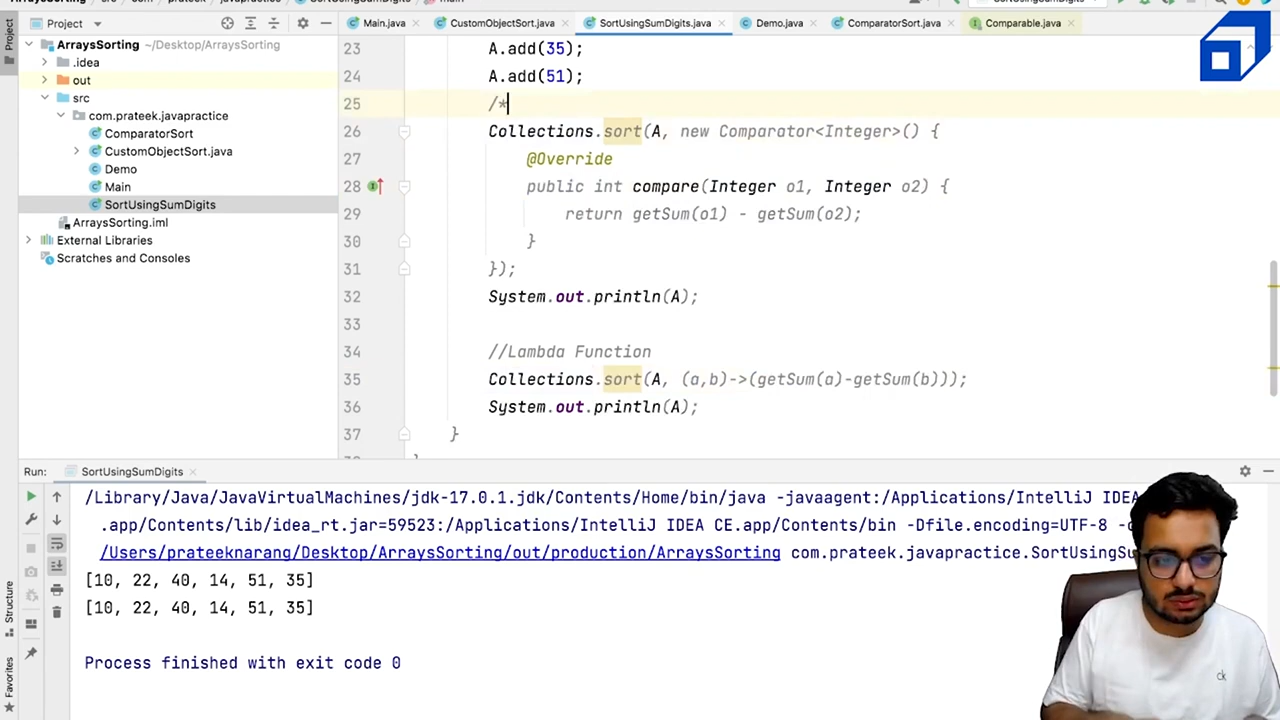 Project
Main.java
CustomObjectSort.java
SortUsingSumDigits.java
Demo.java
ComparatorSort.java
Comparable.java
Project
ArraysSorting ~/Desktop/ArraysSorting
.idea
out
src
com.prateek.javapractice
ComparatorSort
CustomObjectSort.java
Demo
Main
SortUsingSumDigits
ArraysSorting.iml
External Libraries
Scratches and Consoles
23 A.add(35);
24 A.add(51);
25 /*
26 Collections.sort(A, new Comparator<Integer>() {
27 @Override
28 public int compare(Integer o1, Integer o2) {
29 return getSum(o1) - getSum(o2);
30 }
31 });
32 System.out.println(A);
33
34 //Lambda Function
35 Collections.sort(A, (a,b)->(getSum(a)-getSum(b)));
36 System.out.println(A);
37 }
Run: SortUsingSumDigits
/Library/Java/JavaVirtualMachines/jdk-17.0.1.jdk/Contents/Home/bin/java -javaagent:/Applications/IntelliJ IDEA
.app/Contents/lib/idea_rt.jar=59523:/Applications/IntelliJ IDEA CE.app/Contents/bin -Dfile.encoding=UTF-8
/Users/prateeknarang/Desktop/ArraysSorting/out/production/ArraysSorting com.prateek.javapractice.SortUsingSu
[10, 22, 40, 14, 51, 35]
[10, 22, 40, 14, 51, 35]
Process finished with exit code 0
Structure
Favorites